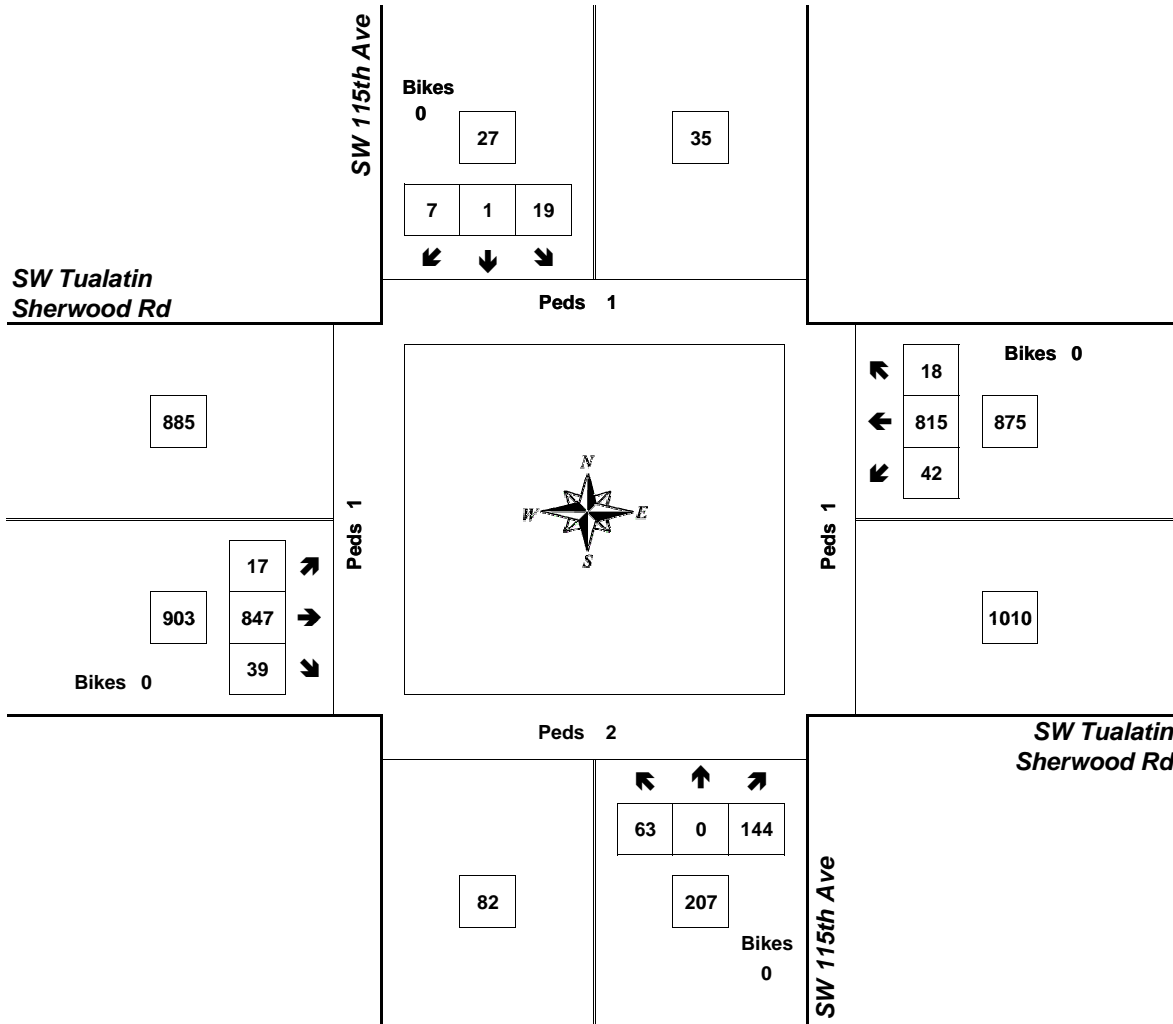 SW 115th Ave
Bikes
0
27
35
7 1 19
SW Tualatin
Sherwood Rd
Peds 1
18
Bikes 0
885
815
875
42
N
W
E
S
Peds 1
Peds 1
17
903
847
1010
39
Bikes 0
Peds 2
SW Tualatin
Sherwood Rd
63 0 144
82
207
Bikes
0
SW 115th Ave